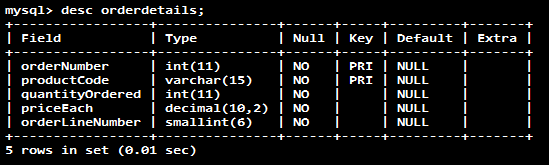 mysql> desc orderdetails;
+-----------------+---------------+------+-----+---------+-------+
| Field           | Type          | Null | Key | Default | Extra |
+-----------------+---------------+------+-----+---------+-------+
| orderNumber     | int(11)       | NO   | PRI | NULL    |       |
| productCode     | varchar(15)   | NO   | PRI | NULL    |       |
| quantityOrdered | int(11)       | NO   |     | NULL    |       |
| priceEach       | decimal(10,2) | NO   |     | NULL    |       |
| orderLineNumber | smallint(6)   | NO   |     | NULL    |       |
+-----------------+---------------+------+-----+---------+-------+
5 rows in set (0.01 sec)